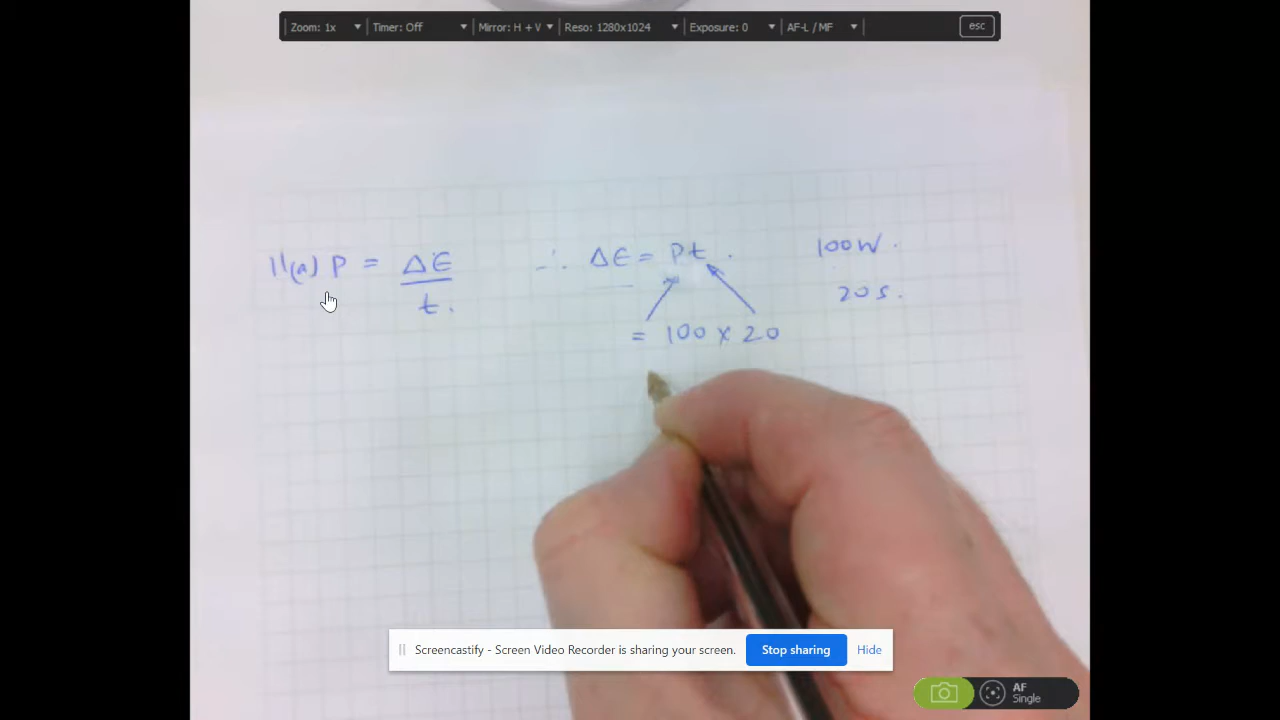 Zoom: 1x Timer: Off Mirror: H + V Reso: 1280x1024 Exposure: 0 AF-L / MF esc
11(a) P = ΔE / t . ∴ ΔE = Pt . 100W .
20s .
= 100 x 20
Screencastify - Screen Video Recorder is sharing your screen. Stop sharing Hide
AF
Single